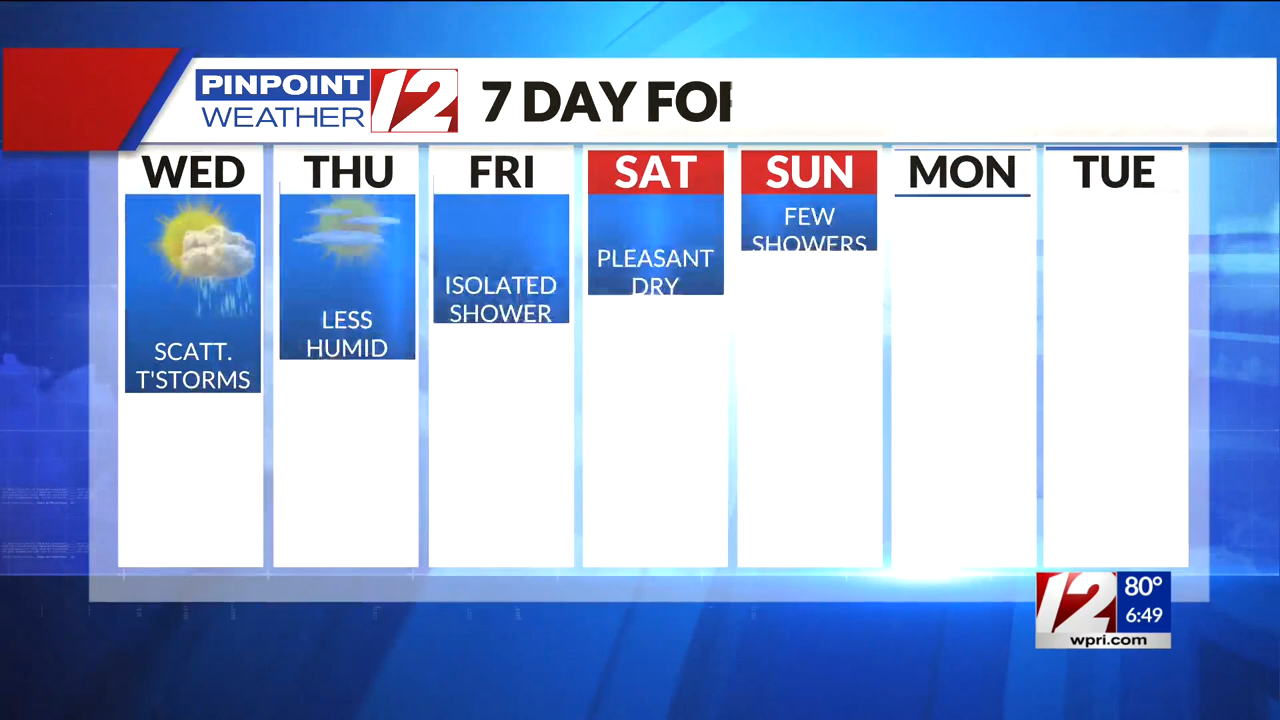 PINPOINT
WEATHER 12
7 DAY FOR
WED THU FRI SAT SUN MON TUE
SCATT.
T'STORMS
LESS
HUMID
ISOLATED
SHOWER
PLEASANT
DRY
FEW
SHOWERS
12 80°
6:49
wpri.com